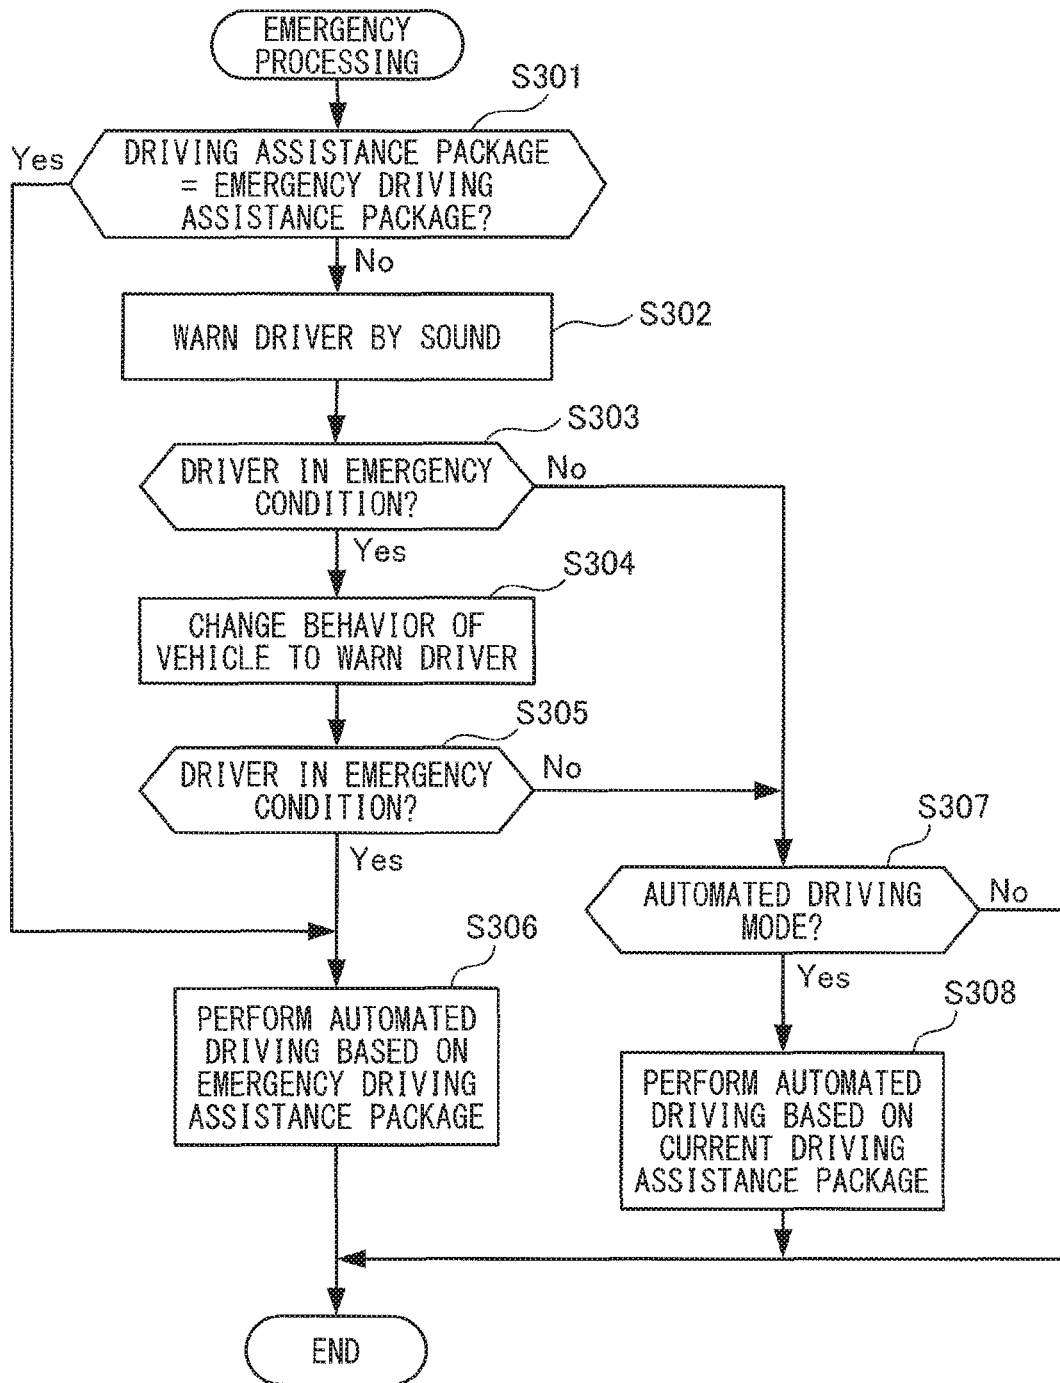 EMERGENCY
PROCESSING
S301
Yes
DRIVING ASSISTANCE PACKAGE
= EMERGENCY DRIVING
ASSISTANCE PACKAGE?
No
S302
WARN DRIVER BY SOUND
S303
DRIVER IN EMERGENCY
CONDITION?
No
Yes
S304
CHANGE BEHAVIOR OF
VEHICLE TO WARN DRIVER
S305
DRIVER IN EMERGENCY
CONDITION?
No
Yes
S307
AUTOMATED DRIVING
MODE?
No
Yes
S306
PERFORM AUTOMATED
DRIVING BASED ON
EMERGENCY DRIVING
ASSISTANCE PACKAGE
S308
PERFORM AUTOMATED
DRIVING BASED ON
CURRENT DRIVING
ASSISTANCE PACKAGE
END